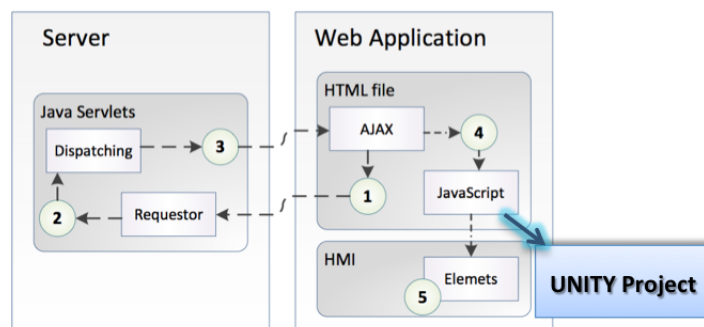 Server
Java Servlets
Dispatching
3
2
Requestor
Web Application
HTML file
AJAX
4
1
JavaScript
HMI
Elemets
5
UNITY Project